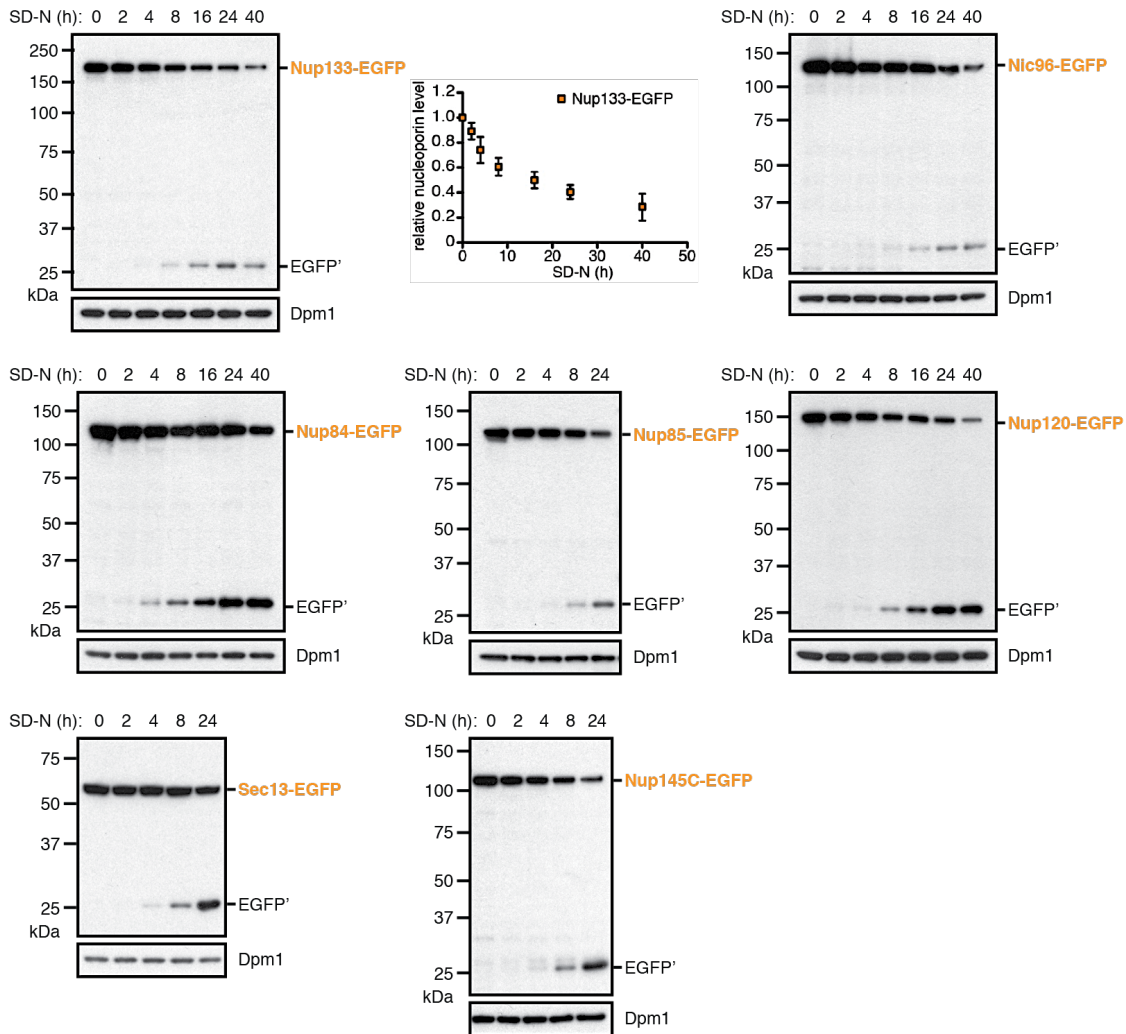 SD-N (h): 0 2 4 8 16 24 40
250
150
100
75
50
37
25
kDa
Nup133-EGFP
EGFP'
Dpm1
relative nucleoporin level
1.2
1.0
0.8
0.6
0.4
0.2
0
Nup133-EGFP
0 10 20 30 40 50
SD-N (h)
SD-N (h): 0 2 4 8 16 24 40
150
100
75
50
37
25
kDa
Nic96-EGFP
EGFP'
Dpm1
SD-N (h): 0 2 4 8 16 24 40
150
100
75
50
37
25
kDa
Nup84-EGFP
EGFP'
Dpm1
SD-N (h): 0 2 4 8 24
150
100
75
50
37
25
kDa
Nup85-EGFP
EGFP'
Dpm1
SD-N (h): 0 2 4 8 16 24 40
150
100
75
50
37
25
kDa
Nup120-EGFP
EGFP'
Dpm1
SD-N (h): 0 2 4 8 24
75
50
37
25
kDa
Sec13-EGFP
EGFP'
Dpm1
SD-N (h): 0 2 4 8 24
150
100
75
50
37
25
kDa
Nup145C-EGFP
EGFP'
Dpm1